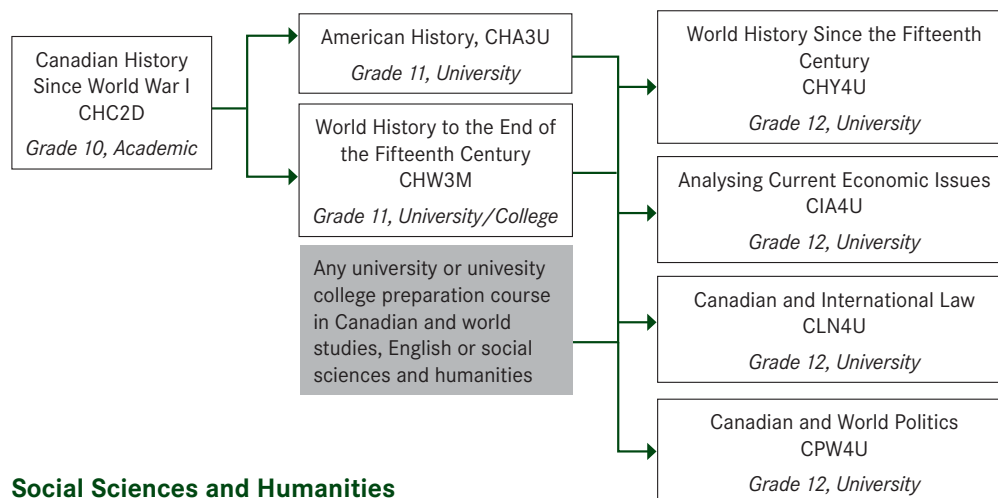 Canadian History
Since World War I
CHC2D
Grade 10, Academic
American History, CHA3U
Grade 11, University
World History to the End of
the Fifteenth Century
CHW3M
Grade 11, University/College
Any university or univesity
college preparation course
in Canadian and world
studies, English or social
sciences and humanities
World History Since the Fifteenth
Century
CHY4U
Grade 12, University
Analysing Current Economic Issues
CIA4U
Grade 12, University
Canadian and International Law
CLN4U
Grade 12, University
Canadian and World Politics
CPW4U
Grade 12, University
Social Sciences and Humanities